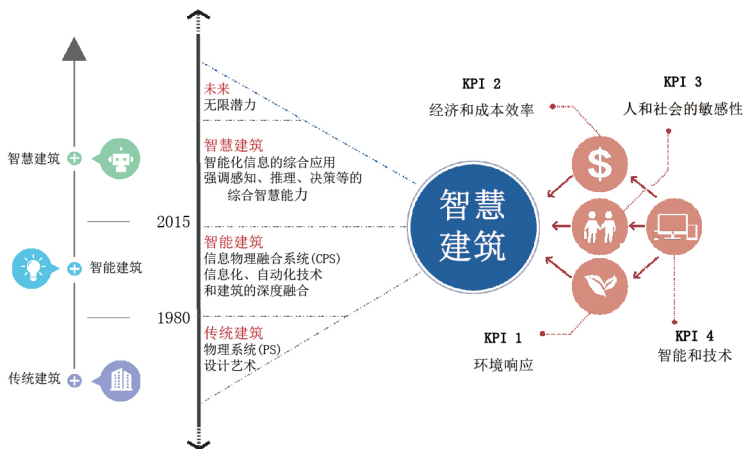 智慧建筑
智能建筑
传统建筑
2015
1980
未来
无限潜力
智慧建筑
智能化信息的综合应用
强调感知、推理、决策等的
综合智慧能力
智能建筑
信息物理融合系统(CPS)
信息化、自动化技术
和建筑的深度融合
传统建筑
物理系统(PS)
设计艺术
智慧
建筑
KPI 2
经济和成本效率
KPI 3
人和社会的敏感性
$
KPI 1
环境响应
KPI 4
智能和技术